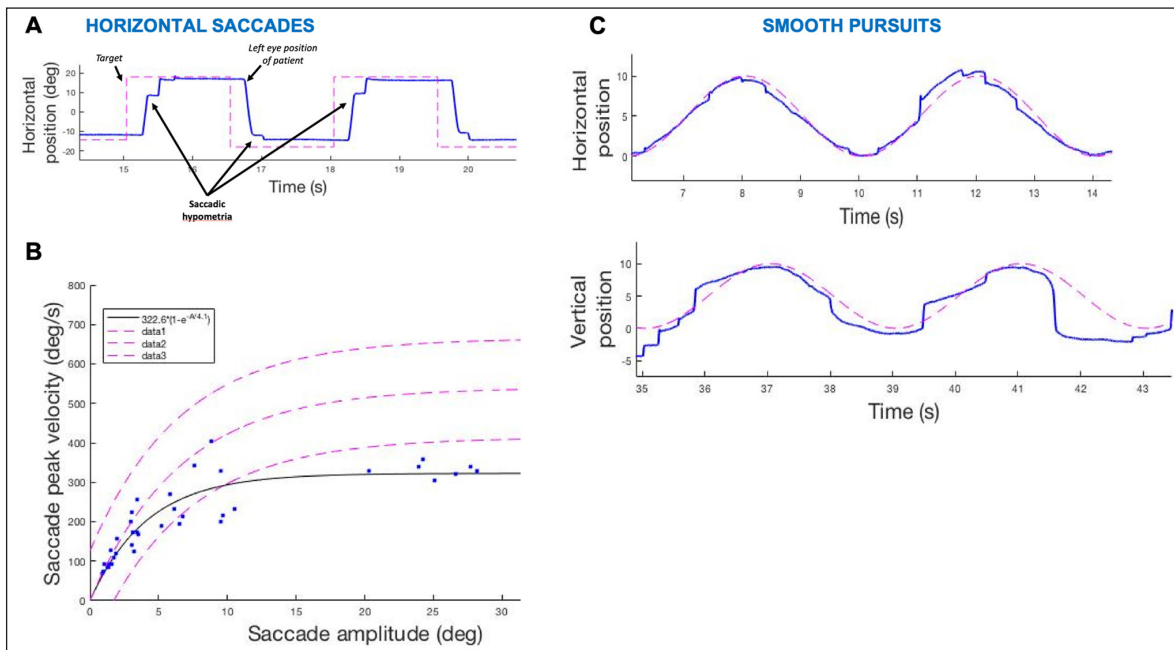 A HORIZONTAL SACCADES
Target
Left eye position
of patient
Horizontal
position (deg)
20
10
0
-10
-20
15
16
17
18
19
20
Time (s)
Saccadic
hypometria
B
Saccade peak velocity (deg/s)
800
700
600
500
400
300
200
100
0
322.6*(1-e-A/4.1)
data1
data2
data3
0 5 10 15 20 25 30
Saccade amplitude (deg)
C SMOOTH PURSUITS
Horizontal
position
10
5
0
7 8 9 10 11 12 13 14
Time (s)
Vertical
position
10
5
0
-5
35 36 37 38 39 40 41 42 43
Time (s)